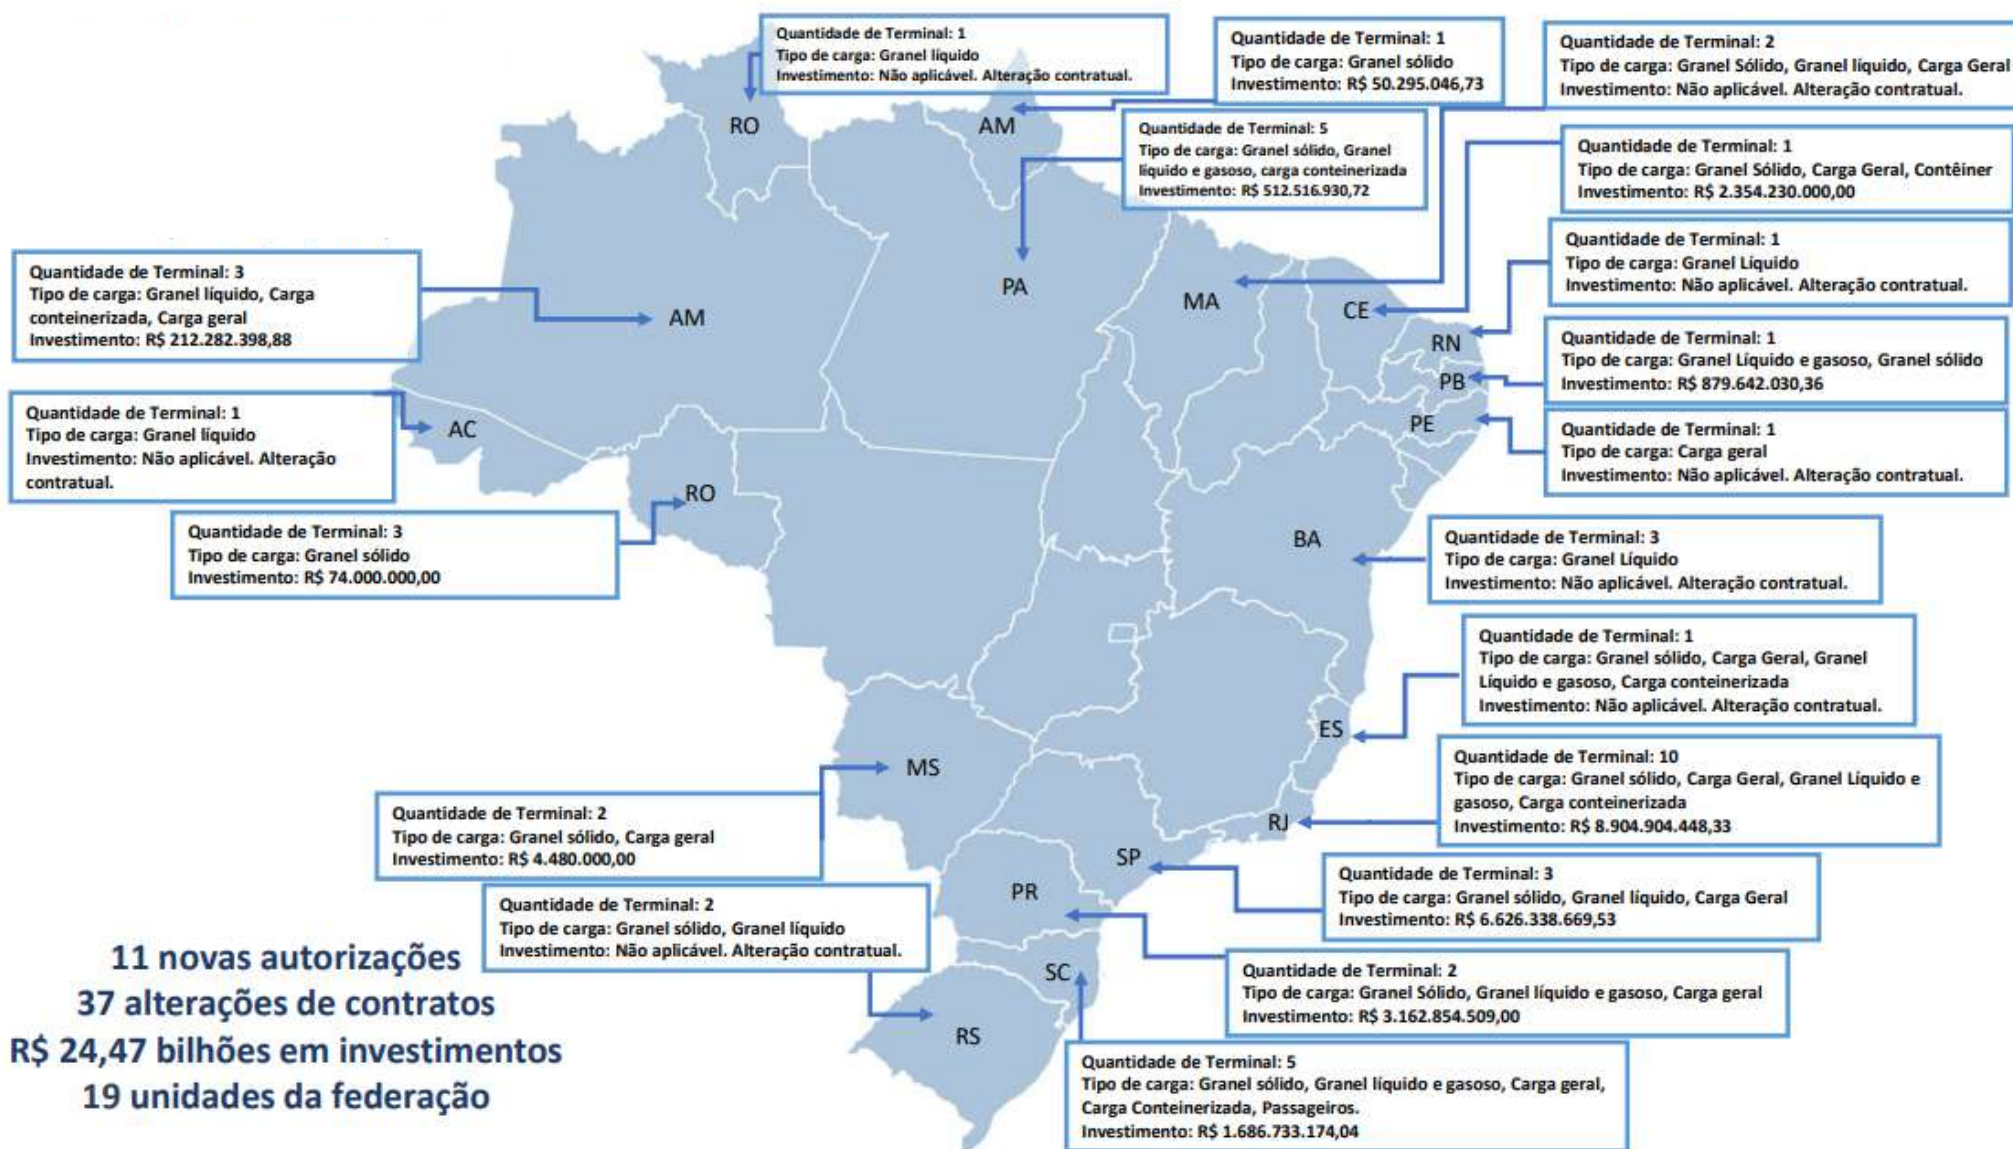 Quantidade de Terminal: 1
Tipo de carga: Granel líquido
Investimento: Não aplicável. Alteração contratual.
Quantidade de Terminal: 1
Tipo de carga: Granel sólido
Investimento: R$ 50.295.046,73
Quantidade de Terminal: 2
Tipo de carga: Granel Sólido, Granel líquido, Carga Geral
Investimento: Não aplicável. Alteração contratual.
Quantidade de Terminal: 5
Tipo de carga: Granel sólido, Granel
líquido e gasoso, carga conteinerizada
Investimento: R$ 512.516.930,72
Quantidade de Terminal: 1
Tipo de carga: Granel Sólido, Carga Geral, Contêiner
Investimento: R$ 2.354.230.000,00
Quantidade de Terminal: 1
Tipo de carga: Granel Líquido
Investimento: Não aplicável. Alteração contratual.
Quantidade de Terminal: 3
Tipo de carga: Granel líquido, Carga
conteinerizada, Carga geral
Investimento: R$ 212.282.398,88
Quantidade de Terminal: 1
Tipo de carga: Granel Líquido e gasoso, Granel sólido
Investimento: R$ 879.642.030,36
Quantidade de Terminal: 1
Tipo de carga: Granel líquido
Investimento: Não aplicável. Alteração
contratual.
Quantidade de Terminal: 1
Tipo de carga: Carga geral
Investimento: Não aplicável. Alteração contratual.
Quantidade de Terminal: 3
Tipo de carga: Granel sólido
Investimento: R$ 74.000.000,00
Quantidade de Terminal: 3
Tipo de carga: Granel Líquido
Investimento: Não aplicável. Alteração contratual.
Quantidade de Terminal: 1
Tipo de carga: Granel sólido, Carga Geral, Granel
Líquido e gasoso, Carga conteinerizada
Investimento: Não aplicável. Alteração contratual.
Quantidade de Terminal: 10
Tipo de carga: Granel sólido, Carga Geral, Granel Líquido e
gasoso, Carga conteinerizada
Investimento: R$ 8.904.904.448,33
Quantidade de Terminal: 2
Tipo de carga: Granel sólido, Carga geral
Investimento: R$ 4.480.000,00
Quantidade de Terminal: 3
Tipo de carga: Granel sólido, Granel líquido, Carga Geral
Investimento: R$ 6.626.338.669,53
Quantidade de Terminal: 2
Tipo de carga: Granel sólido, Granel líquido
Investimento: Não aplicável. Alteração contratual.
Quantidade de Terminal: 2
Tipo de carga: Granel Sólido, Granel líquido e gasoso, Carga geral
Investimento: R$ 3.162.854.509,00
Quantidade de Terminal: 5
Tipo de carga: Granel sólido, Granel líquido e gasoso, Carga geral,
Carga Conteinerizada, Passageiros.
Investimento: R$ 1.686.733.174,04
RO
AM
PA
MA
CE
AM
RN
PB
PE
AC
RO
BA
ES
MS
RJ
SP
PR
SC
RS
11 novas autorizações
37 alterações de contratos
R$ 24,47 bilhões em investimentos
19 unidades da federação